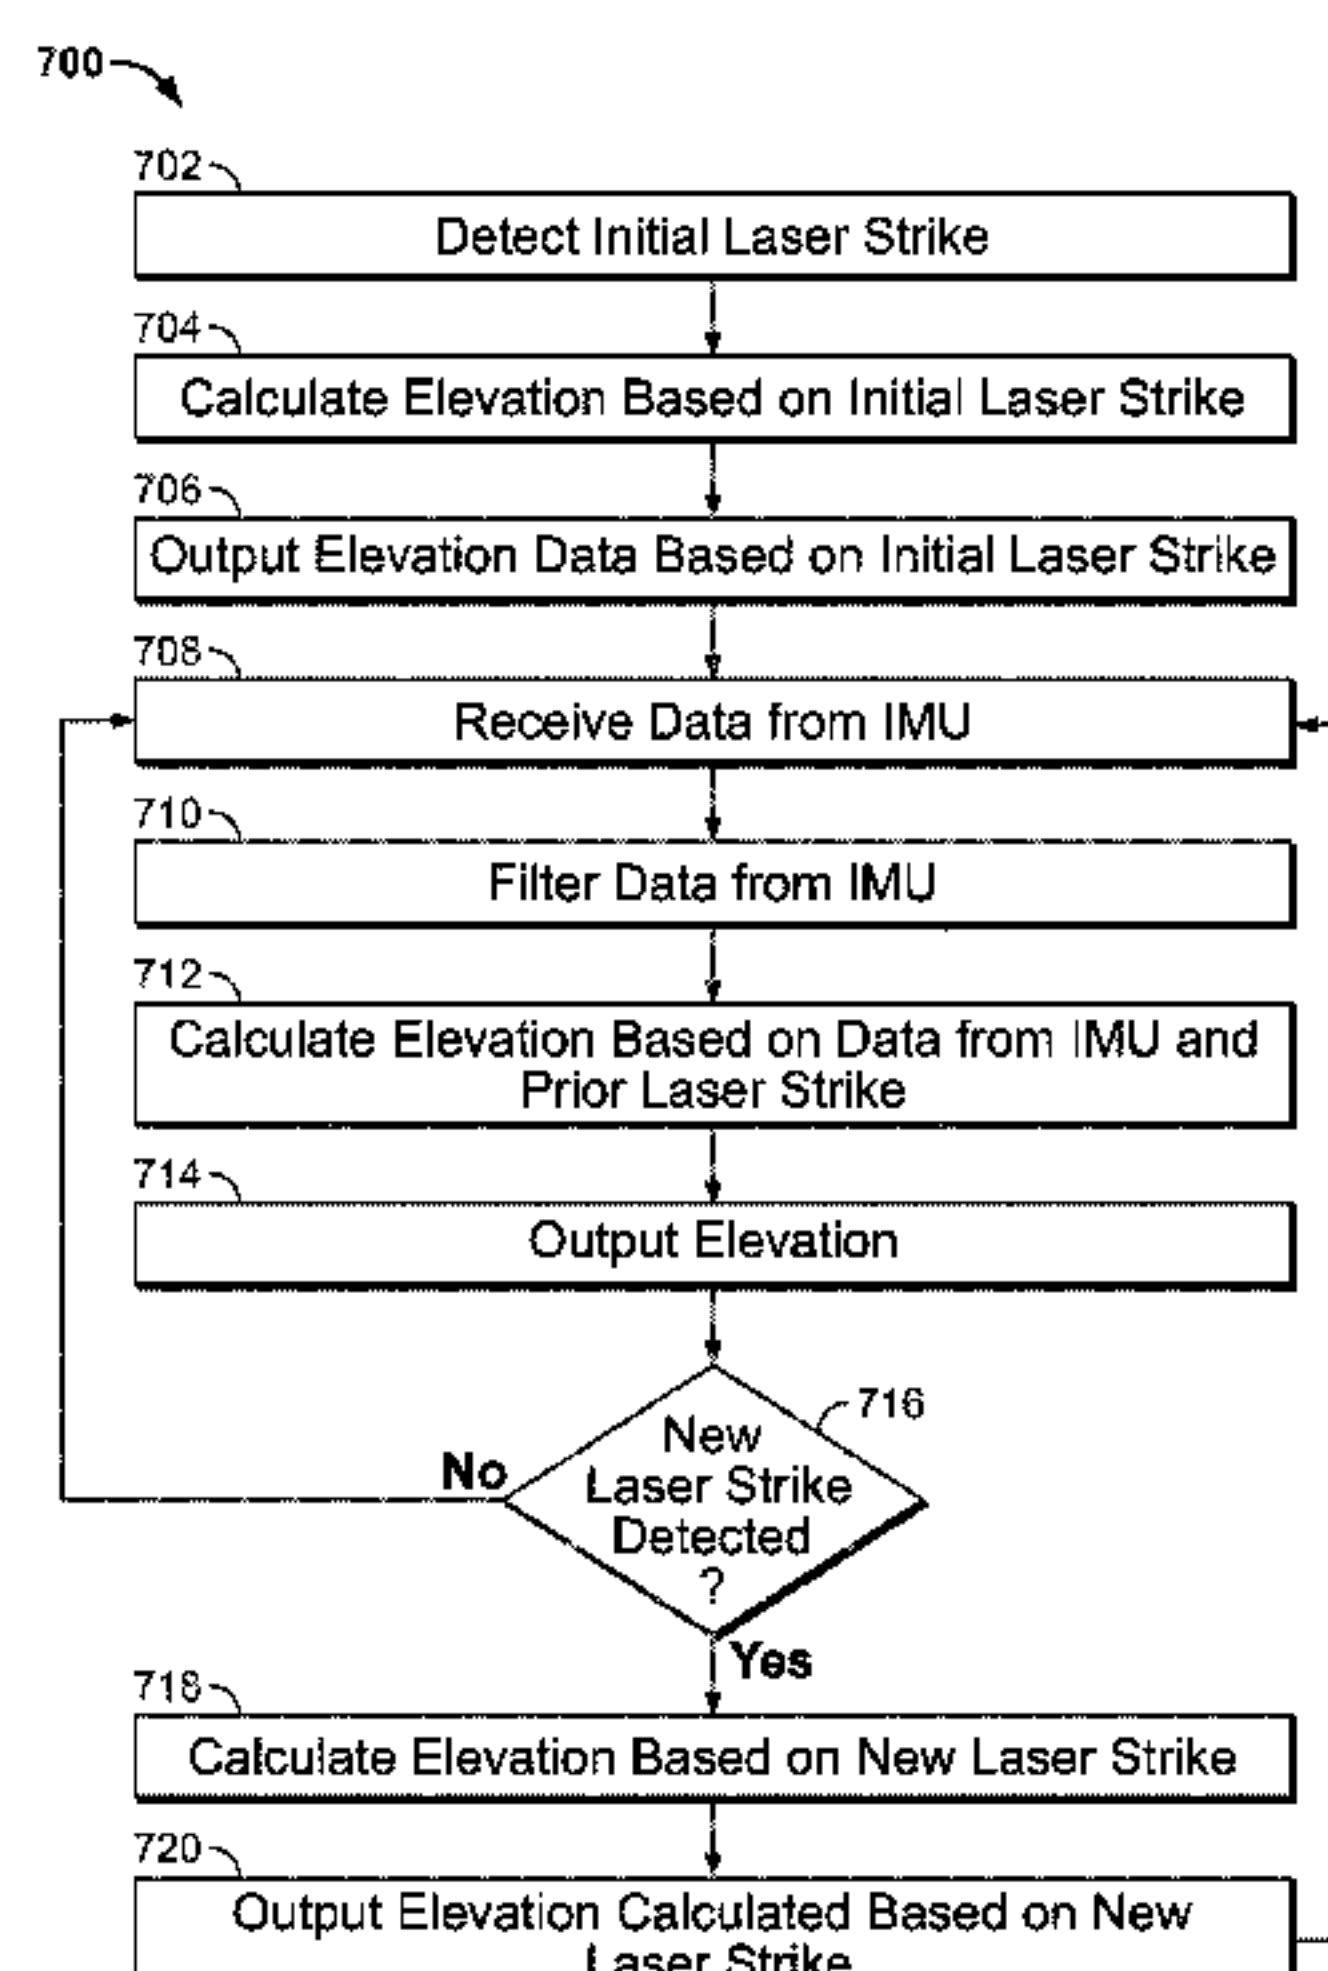 700
702
Detect Initial Laser Strike
704
Calculate Elevation Based on Initial Laser Strike
706
Output Elevation Data Based on Initial Laser Strike
708
Receive Data from IMU
710
Filter Data from IMU
712
Calculate Elevation Based on Data from IMU and
Prior Laser Strike
714
Output Elevation
716
New
Laser Strike
Detected
?
No
Yes
718
Calculate Elevation Based on New Laser Strike
720
Output Elevation Calculated Based on New
Laser Strike